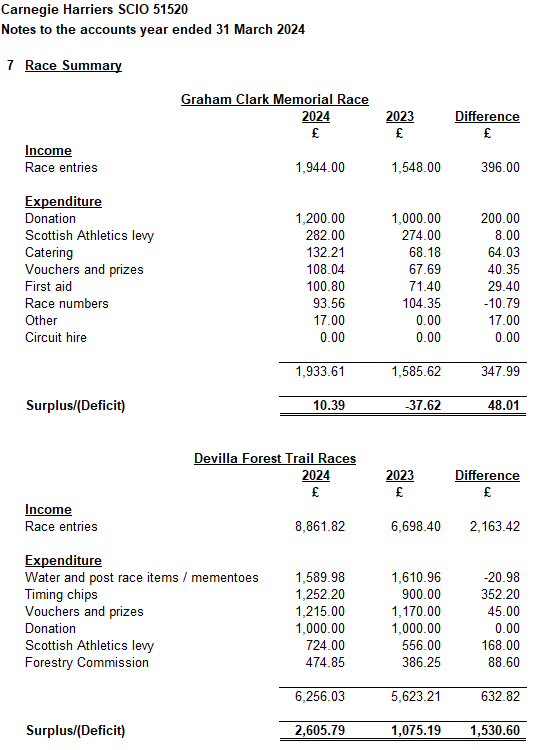 Carnegie Harriers SCIO 51520
Notes to the accounts year ended 31 March 2024
7 Race Summary
Graham Clark Memorial Race
2024 2023 Difference
£ £ £
Income
Race entries 1,944.00 1,548.00 396.00
Expenditure
Donation 1,200.00 1,000.00 200.00
Scottish Athletics levy 282.00 274.00 8.00
Catering 132.21 68.18 64.03
Vouchers and prizes 108.04 67.69 40.35
First aid 100.80 71.40 29.40
Race numbers 93.56 104.35 -10.79
Other 17.00 0.00 17.00
Circuit hire 0.00 0.00 0.00
1,933.61 1,585.62 347.99
Surplus/(Deficit) 10.39 -37.62 48.01
Devilla Forest Trail Races
2024 2023 Difference
£ £ £
Income
Race entries 8,861.82 6,698.40 2,163.42
Expenditure
Water and post race items / mementoes 1,589.98 1,610.96 -20.98
Timing chips 1,252.20 900.00 352.20
Vouchers and prizes 1,215.00 1,170.00 45.00
Donation 1,000.00 1,000.00 0.00
Scottish Athletics levy 724.00 556.00 168.00
Forestry Commission 474.85 386.25 88.60
6,256.03 5,623.21 632.82
Surplus/(Deficit) 2,605.79 1,075.19 1,530.60